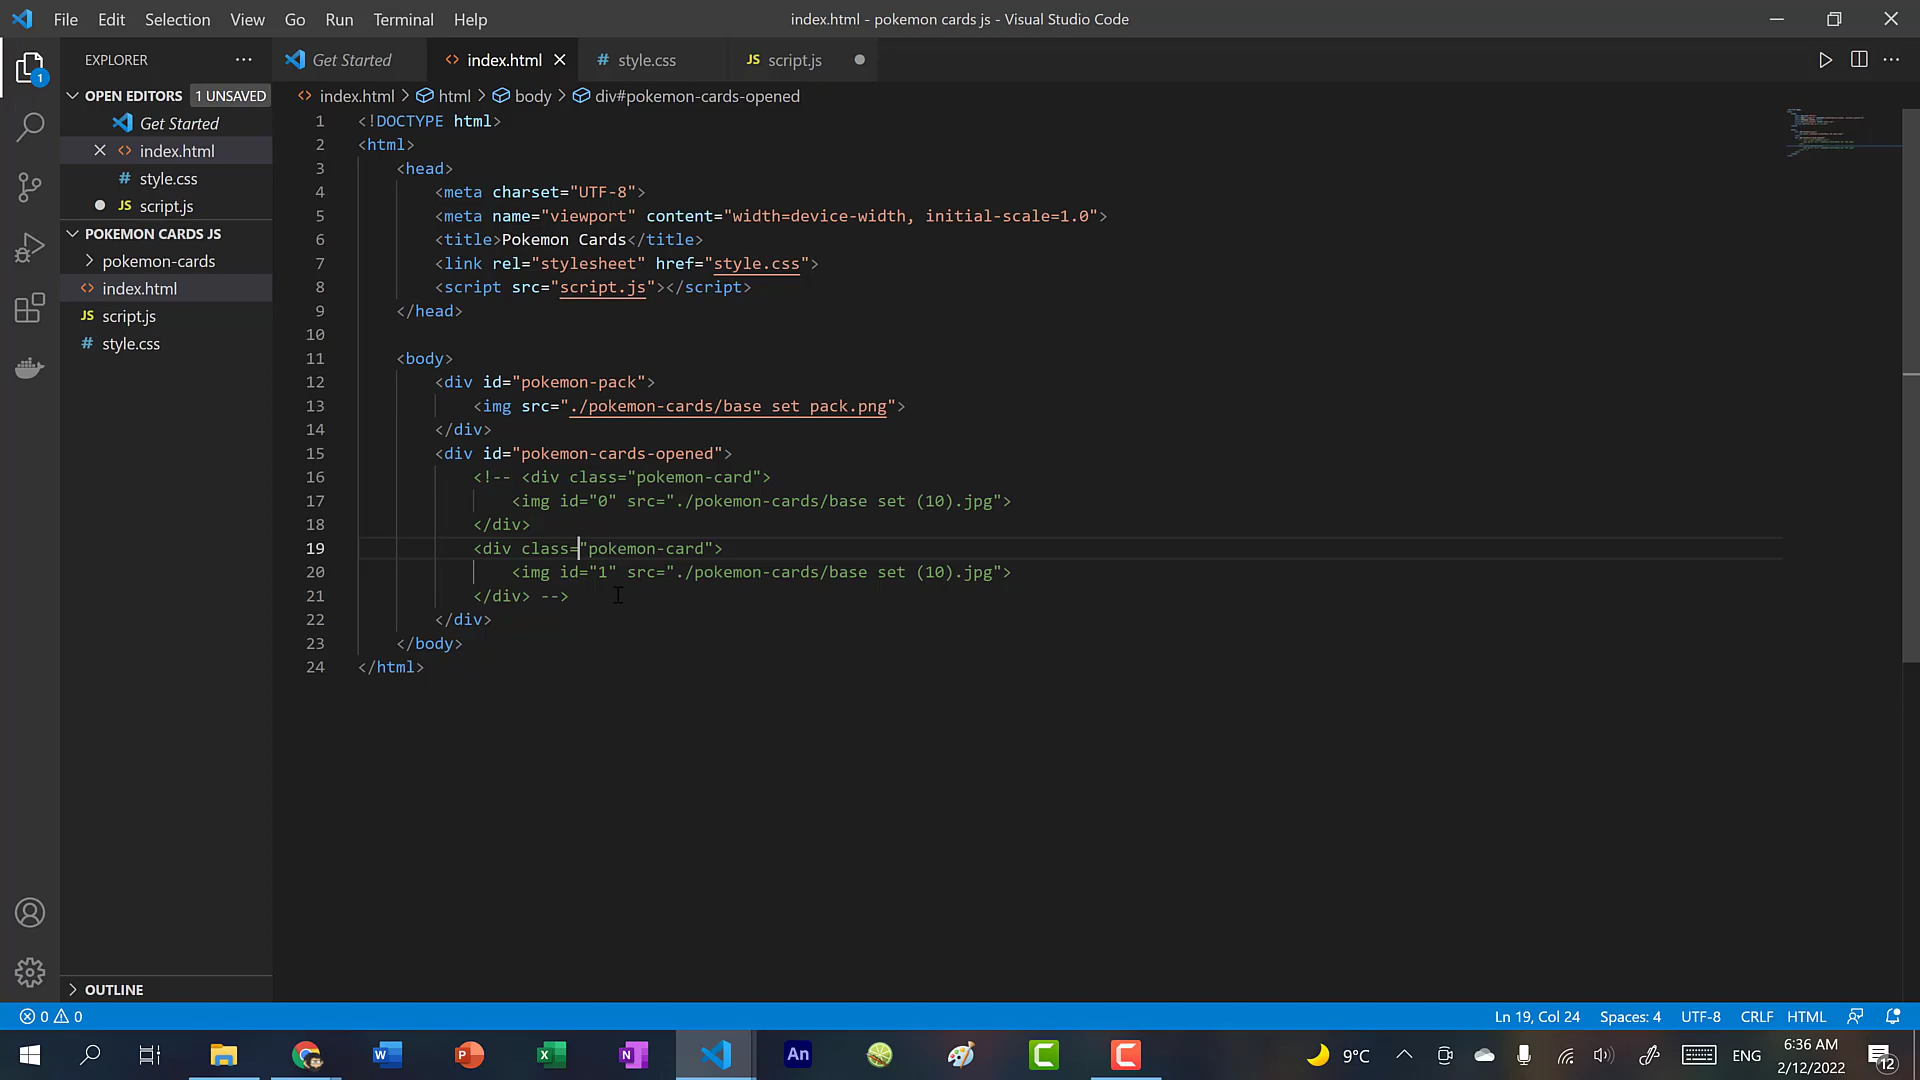 File Edit Selection View Go Run Terminal Help
index.html - pokemon cards js - Visual Studio Code
EXPLORER
Get Started
index.html
# style.css
JS script.js
OPEN EDITORS 1 UNSAVED
index.html > html > body > div#pokemon-cards-opened
Get Started
index.html
# style.css
JS script.js
POKEMON CARDS JS
pokemon-cards
index.html
JS script.js
# style.css
1 <!DOCTYPE html>
2 <html>
3 <head>
4 <meta charset="UTF-8">
5 <meta name="viewport" content="width=device-width, initial-scale=1.0">
6 <title>Pokemon Cards</title>
7 <link rel="stylesheet" href="style.css">
8 <script src="script.js"></script>
9 </head>
10
11 <body>
12 <div id="pokemon-pack">
13 <img src="./pokemon-cards/base set pack.png">
14 </div>
15 <div id="pokemon-cards-opened">
16 <!-- <div class="pokemon-card">
17 <img id="0" src="./pokemon-cards/base set (10).jpg">
18 </div>
19 <div class="pokemon-card">
20 <img id="1" src="./pokemon-cards/base set (10).jpg">
21 </div> -->
22 </div>
23 </body>
24 </html>
1
OUTLINE
0 0
Ln 19, Col 24 Spaces: 4 UTF-8 CRLF HTML
W P X N An C C
9°C
ENG
6:36 AM
2/12/2022
12